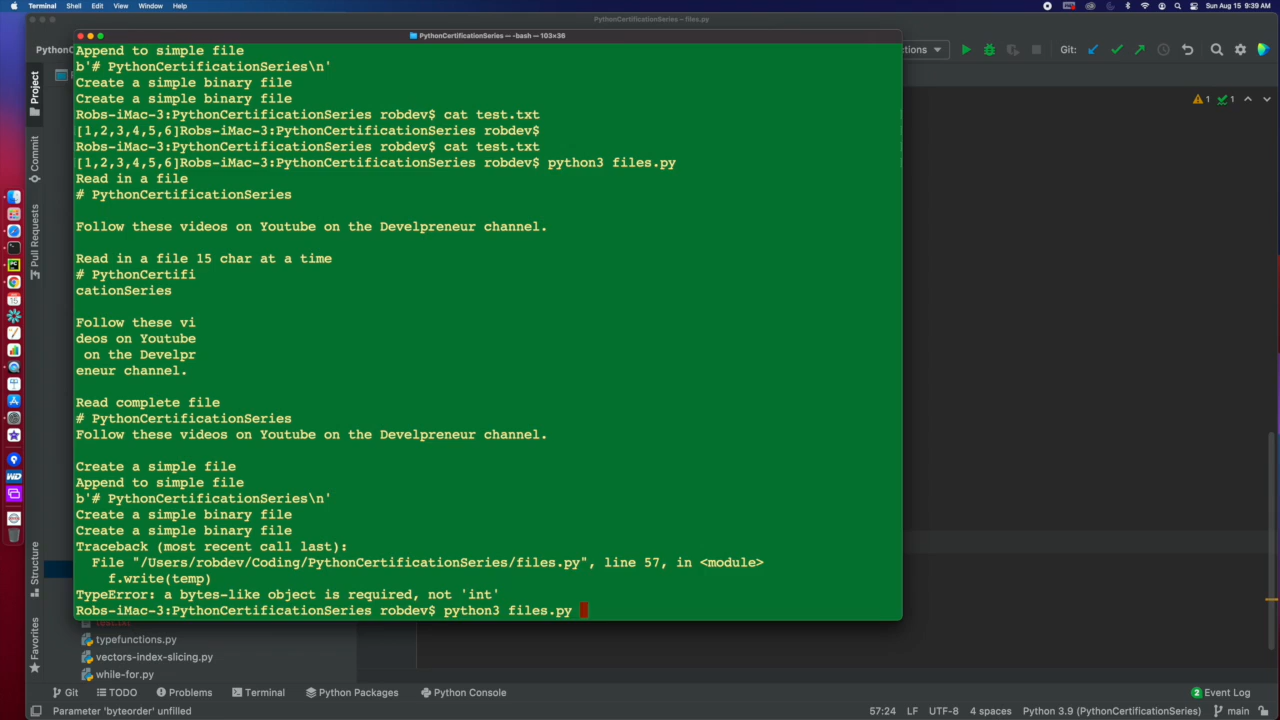 Terminal Shell Edit View Window Help
Sun Aug 15 9:39 AM
PythonCertificationSeries – files.py
PythonCertificationSeries — -bash — 103×36
Git:
Append to simple file
b'# PythonCertificationSeries\n'
Create a simple binary file
Create a simple binary file
Robs-iMac-3:PythonCertificationSeries robdev$ cat test.txt
[1,2,3,4,5,6]Robs-iMac-3:PythonCertificationSeries robdev$
Robs-iMac-3:PythonCertificationSeries robdev$ cat test.txt
[1,2,3,4,5,6]Robs-iMac-3:PythonCertificationSeries robdev$ python3 files.py
Read in a file
# PythonCertificationSeries
Follow these videos on Youtube on the Develpreneur channel.
Read in a file 15 char at a time
# PythonCertifi
cationSeries
Follow these vi
deos on Youtube
on the Develpr
eneur channel.
Read complete file
# PythonCertificationSeries
Follow these videos on Youtube on the Develpreneur channel.
Create a simple file
Append to simple file
b'# PythonCertificationSeries\n'
Create a simple binary file
Create a simple binary file
Traceback (most recent call last):
File "/Users/robdev/Coding/PythonCertificationSeries/files.py", line 57, in <module>
f.write(temp)
TypeError: a bytes-like object is required, not 'int'
Robs-iMac-3:PythonCertificationSeries robdev$ python3 files.py
Project
Commit
Pull Requests
Structure
Favorites
1 1
test.txt
typefunctions.py
vectors-index-slicing.py
while-for.py
Git TODO Problems Terminal Python Packages Python Console
2 Event Log
Parameter 'byteorder' unfilled
57:24 LF UTF-8 4 spaces Python 3.9 (PythonCertificationSeries) main